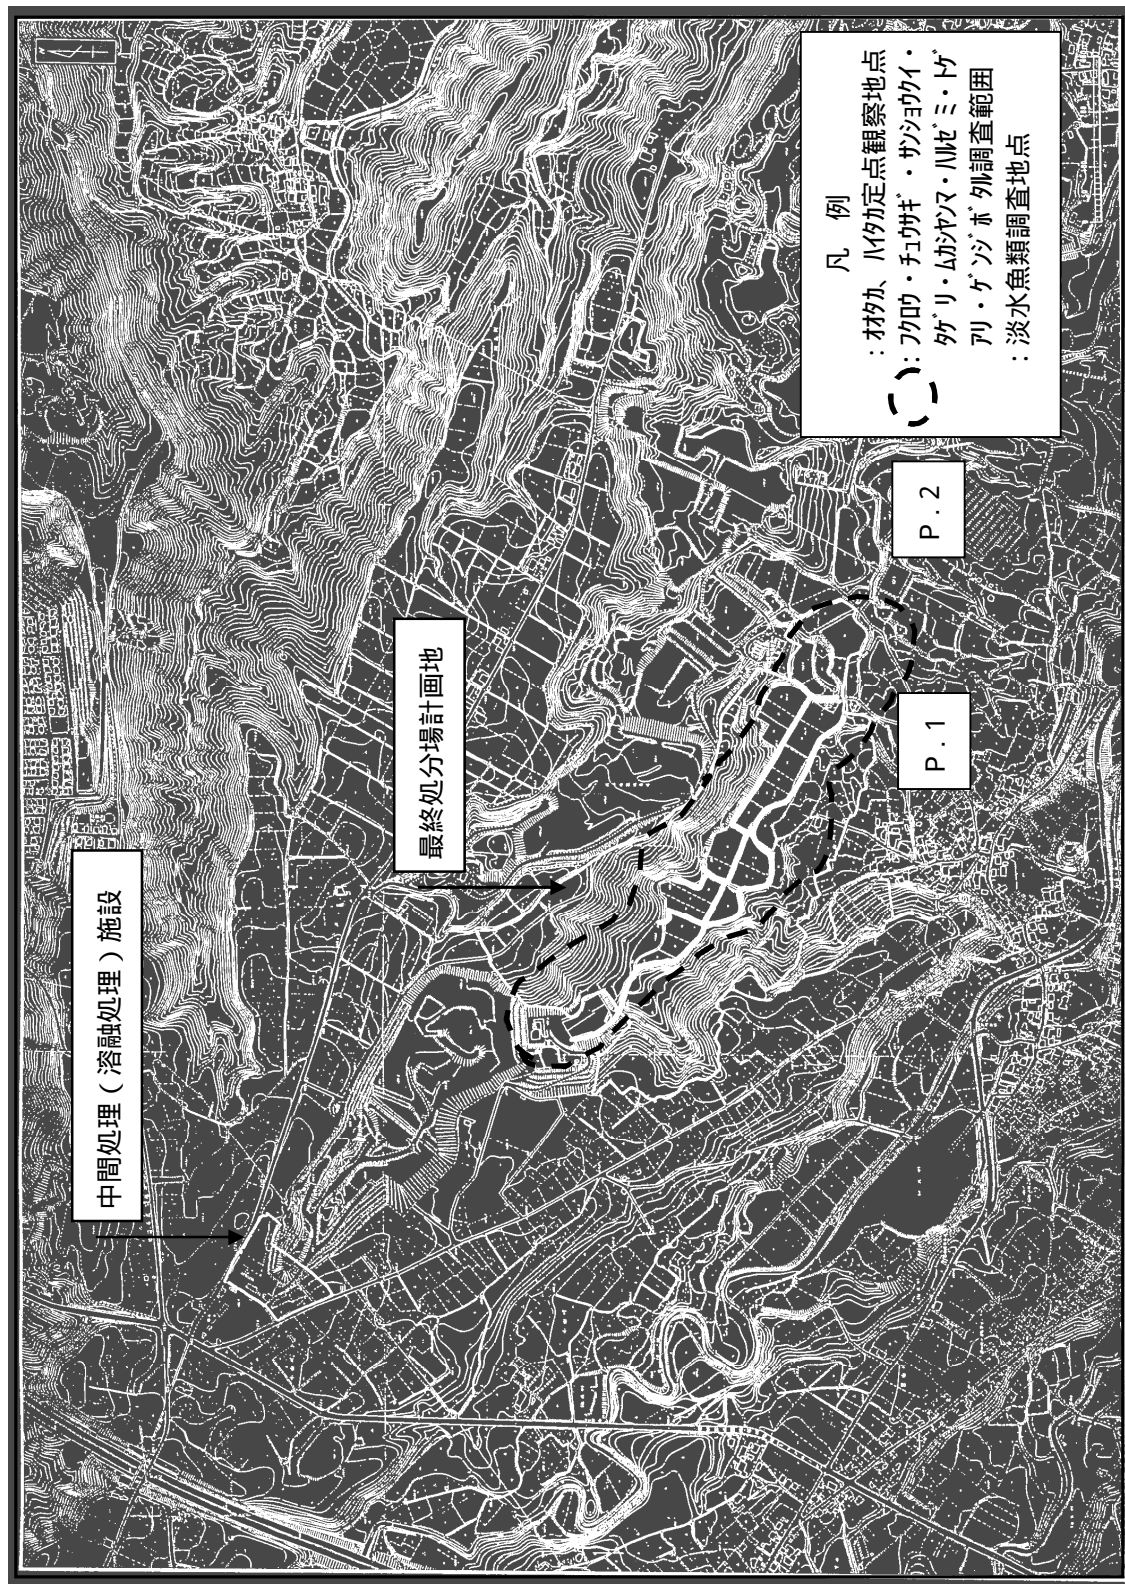 凡 例
: オオタカ、ハイタカ定点観察地点
: フクロウ・チュウサギ・サンショウクイ・
タゲリ・ムカシヤンマ・ハルゼミ・トゲ
アリ・ゲンジボタル調査範囲
: 淡水魚類調査地点
中間処理(溶融処理)施設
最終処分場計画地
P.1
P.2